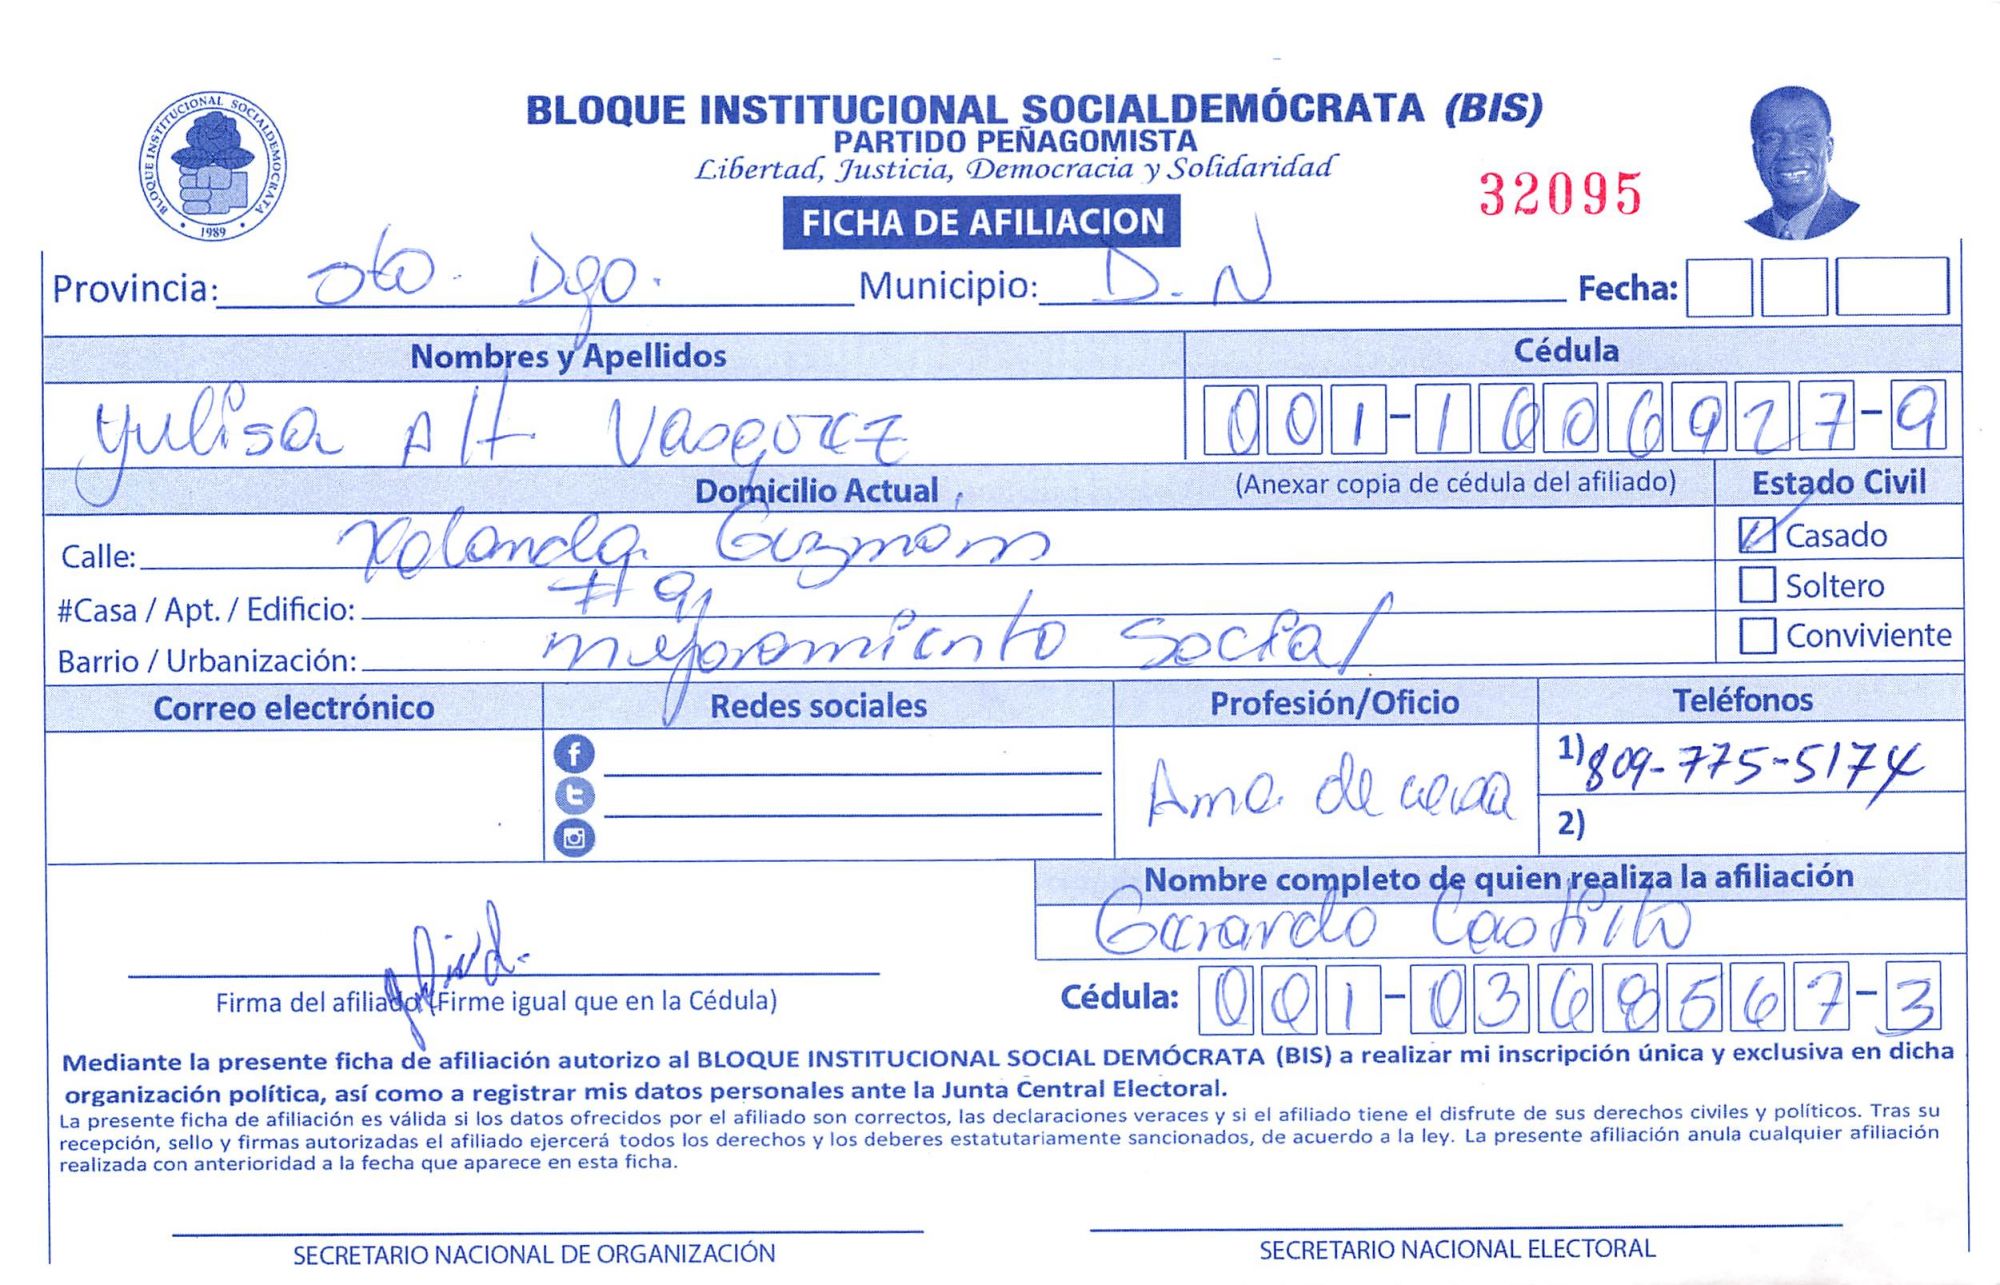 BLOQUE INSTITUCIONAL SOCIALDEMÓCRATA (BIS)
PARTIDO PEÑAGOMISTA
Libertad, Justicia, Democracia y Solidaridad
BLOQUE INSTITUCIONAL SOCIALDEMOCRATA
1989
32095
FICHA DE AFILIACION
Provincia: Sto. Dgo. Municipio: D. N Fecha:
Nombres y Apellidos Cédula
Yulisa Alt Vasquez 001-1606927-9
Domicilio Actual (Anexar copia de cédula del afiliado) Estado Civil
Calle: Yolanda Guzmán Casado
#Casa / Apt. / Edificio: #91 Soltero
Barrio / Urbanización: Mejoramiento Social Conviviente
Correo electrónico Redes sociales Profesión/Oficio Teléfonos
Ama de casa 1) 809-775-5174
2)
Nombre completo de quien realiza la afiliación
Gerardo Castillo
Firma del afiliado (Firme igual que en la Cédula) Cédula: 001-0368567-3
Mediante la presente ficha de afiliación autorizo al BLOQUE INSTITUCIONAL SOCIAL DEMÓCRATA (BIS) a realizar mi inscripción única y exclusiva en dicha
organización política, así como a registrar mis datos personales ante la Junta Central Electoral.
La presente ficha de afiliación es válida si los datos ofrecidos por el afiliado son correctos, las declaraciones veraces y si el afiliado tiene el disfrute de sus derechos civiles y políticos. Tras su
recepción, sello y firmas autorizadas el afiliado ejercerá todos los derechos y los deberes estatutariamente sancionados, de acuerdo a la ley. La presente afiliación anula cualquier afiliación
realizada con anterioridad a la fecha que aparece en esta ficha.
SECRETARIO NACIONAL DE ORGANIZACIÓN SECRETARIO NACIONAL ELECTORAL